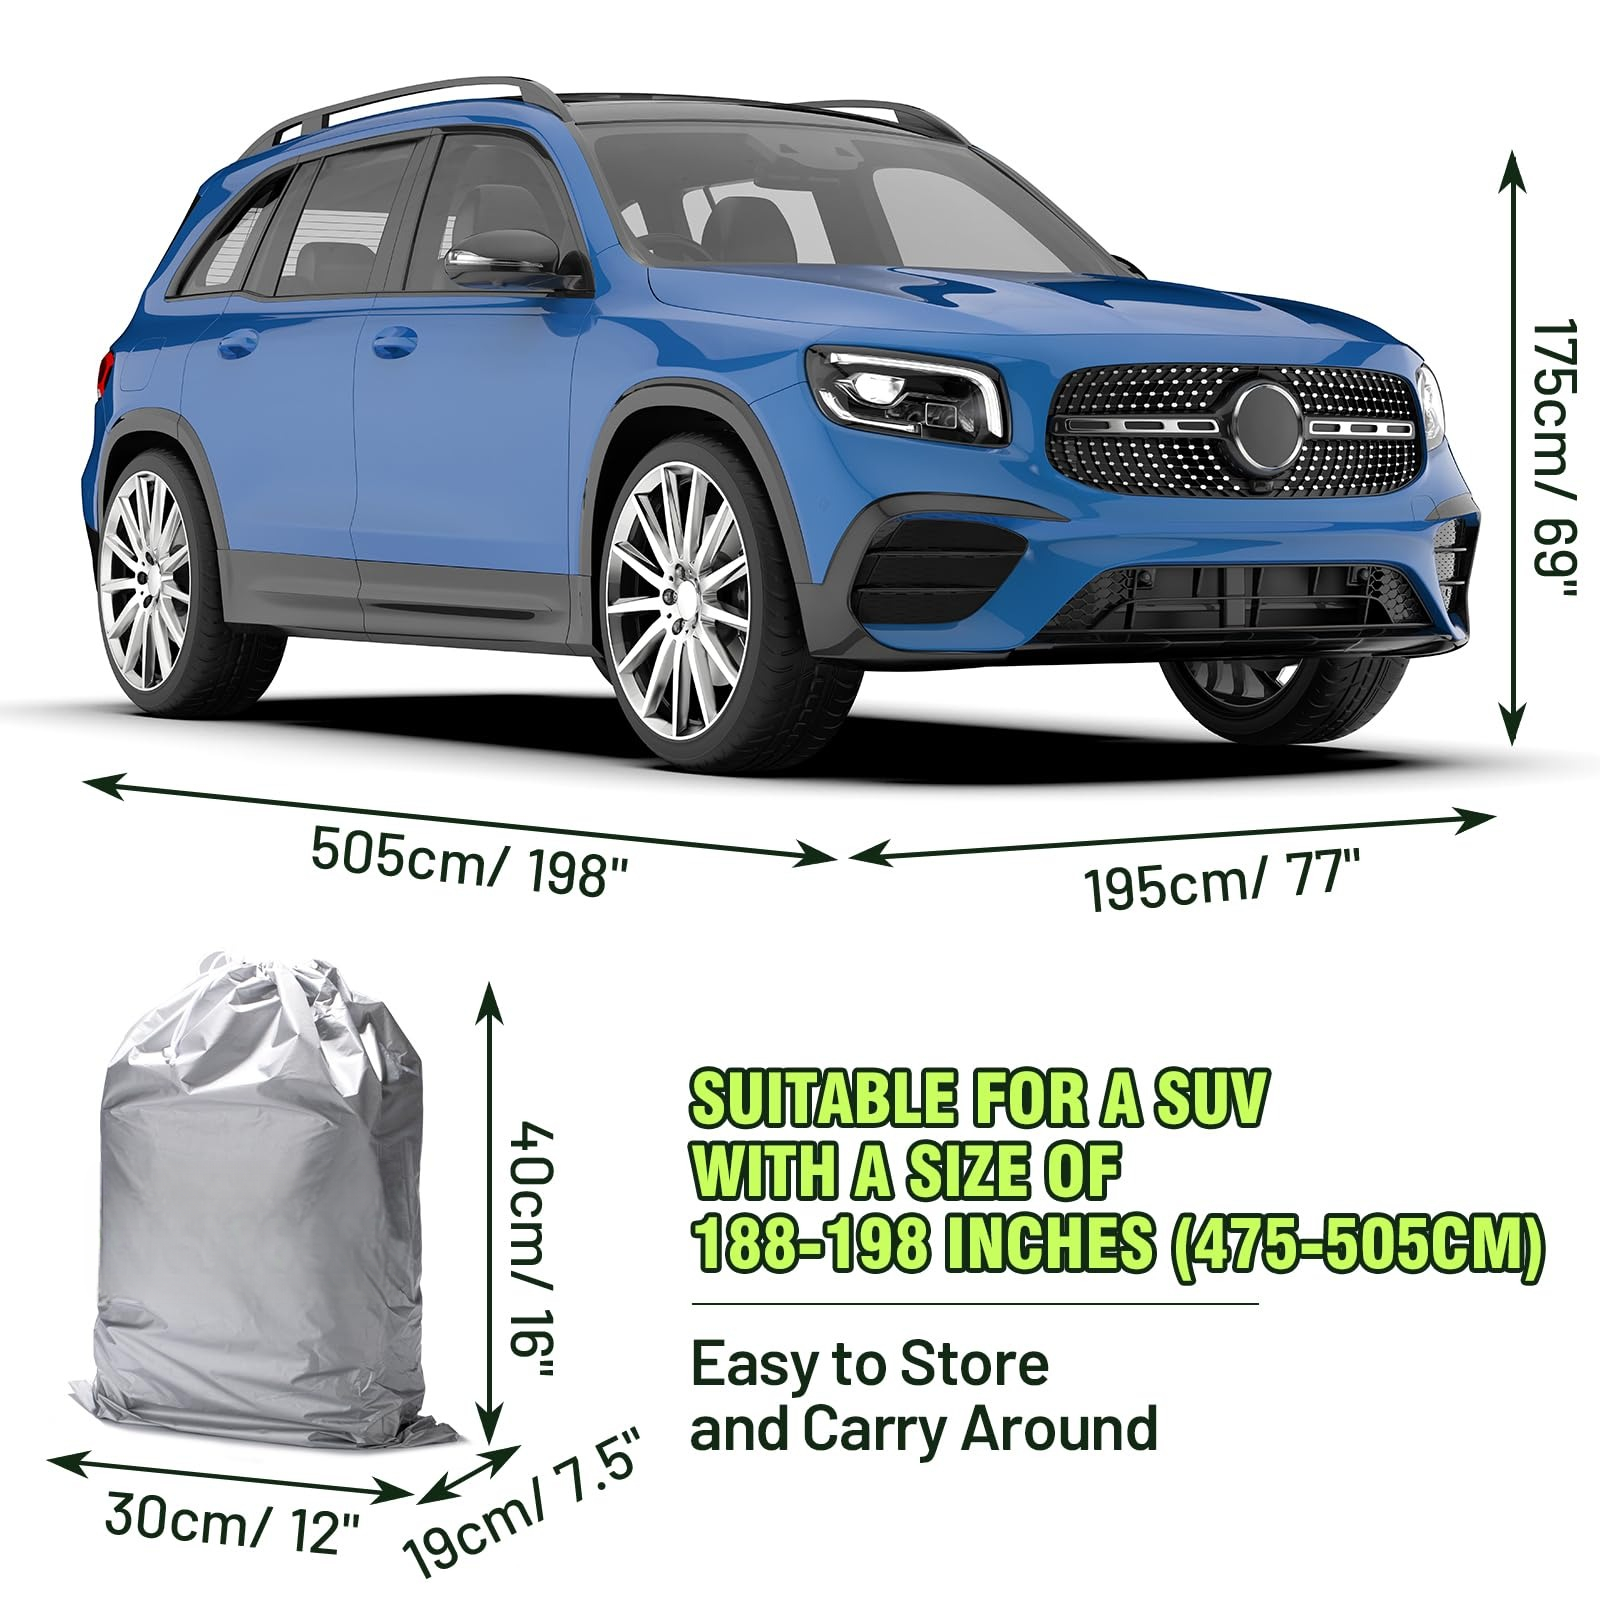 175cm/ 69"
505cm/ 198"
195cm/ 77"
40cm/ 16"
30cm/ 12"
19cm/ 7.5"
SUITABLE FOR A SUV
WITH A SIZE OF
188-198 INCHES (475-505CM)
Easy to Store
and Carry Around